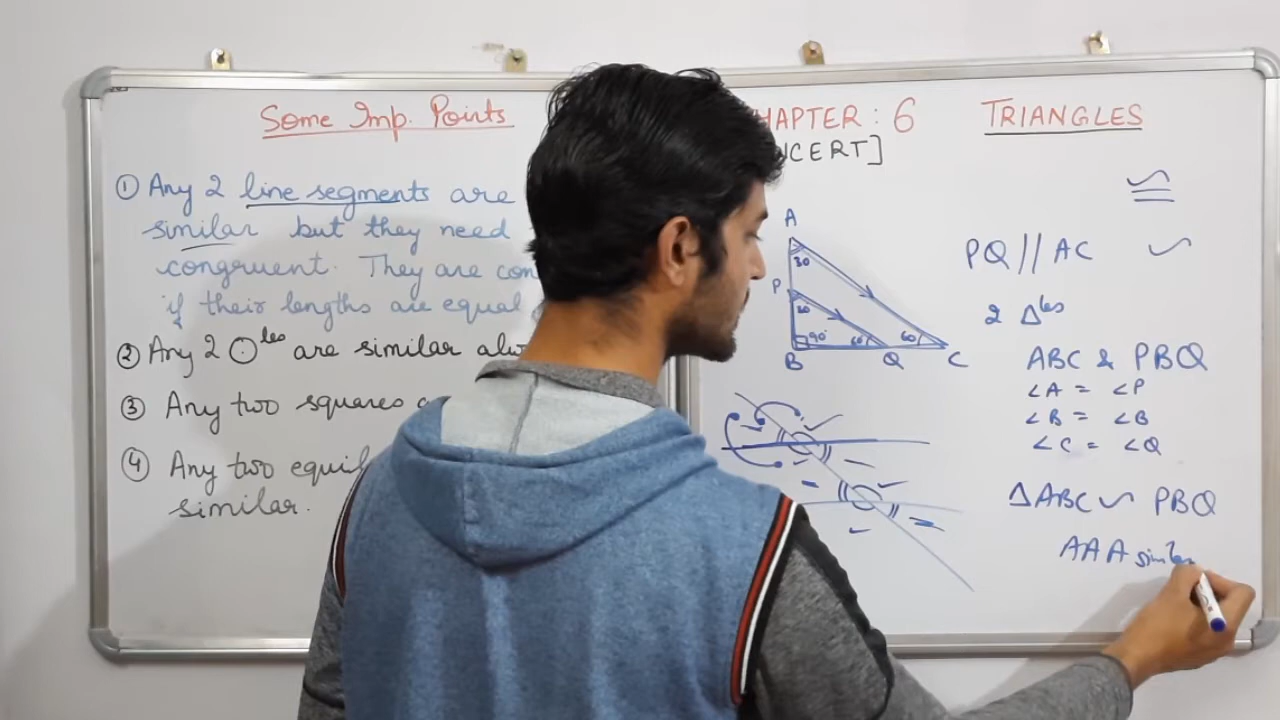 Some Imp. Points
① Any 2 line segments are
similar but they need
congruent. They are con
if their lengths are equal
② Any 2 ⊙les are similar alw
③ Any two squares a
④ Any two equil
similar.
HAPTER : 6 TRIANGLES
NCERT]
≅
A
30
P
30
90°
60
60
B
Q
C
PQ // AC ~
2 Δles
ABC & PBQ
∠A = ∠P
∠B = ∠B
∠C = ∠Q
ΔABC ~ PBQ
AAA